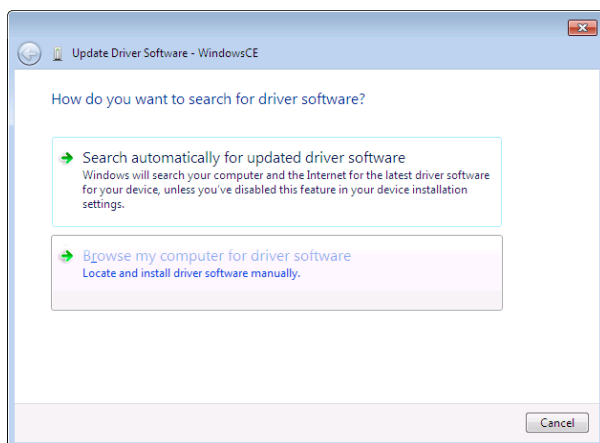 Update Driver Software - WindowsCE
How do you want to search for driver software?
Search automatically for updated driver software
Windows will search your computer and the Internet for the latest driver software
for your device, unless you've disabled this feature in your device installation
settings.
Browse my computer for driver software
Locate and install driver software manually.
Cancel